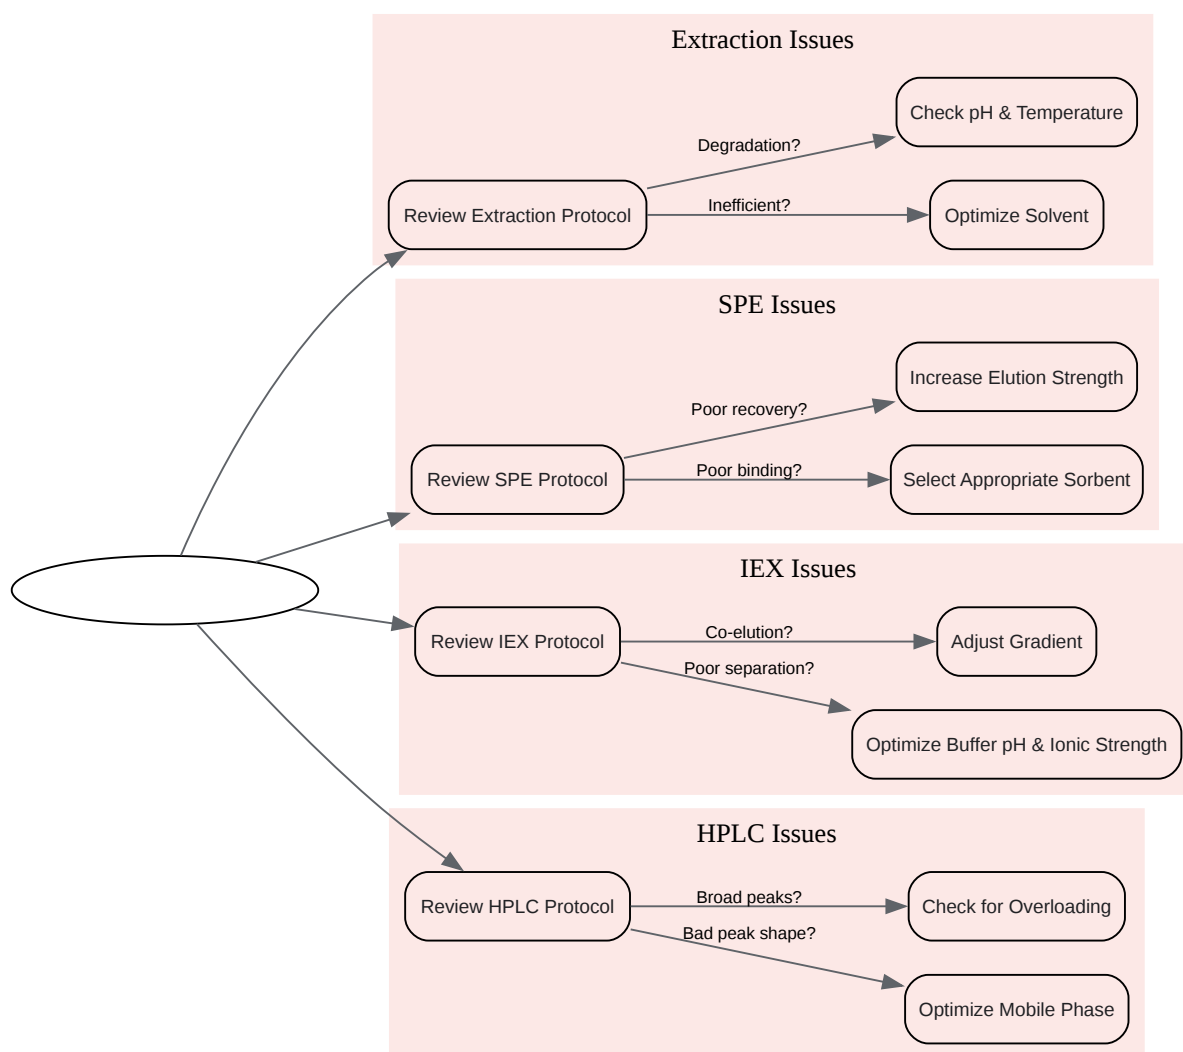 Extraction Issues
Check pH & Temperature
Degradation?
Review Extraction Protocol
Inefficient?
Optimize Solvent
SPE Issues
Increase Elution Strength
Poor recovery?
Review SPE Protocol
Poor binding?
Select Appropriate Sorbent
IEX Issues
Review IEX Protocol
Co-elution?
Adjust Gradient
Poor separation?
Optimize Buffer pH & Ionic Strength
HPLC Issues
Review HPLC Protocol
Broad peaks?
Check for Overloading
Bad peak shape?
Optimize Mobile Phase